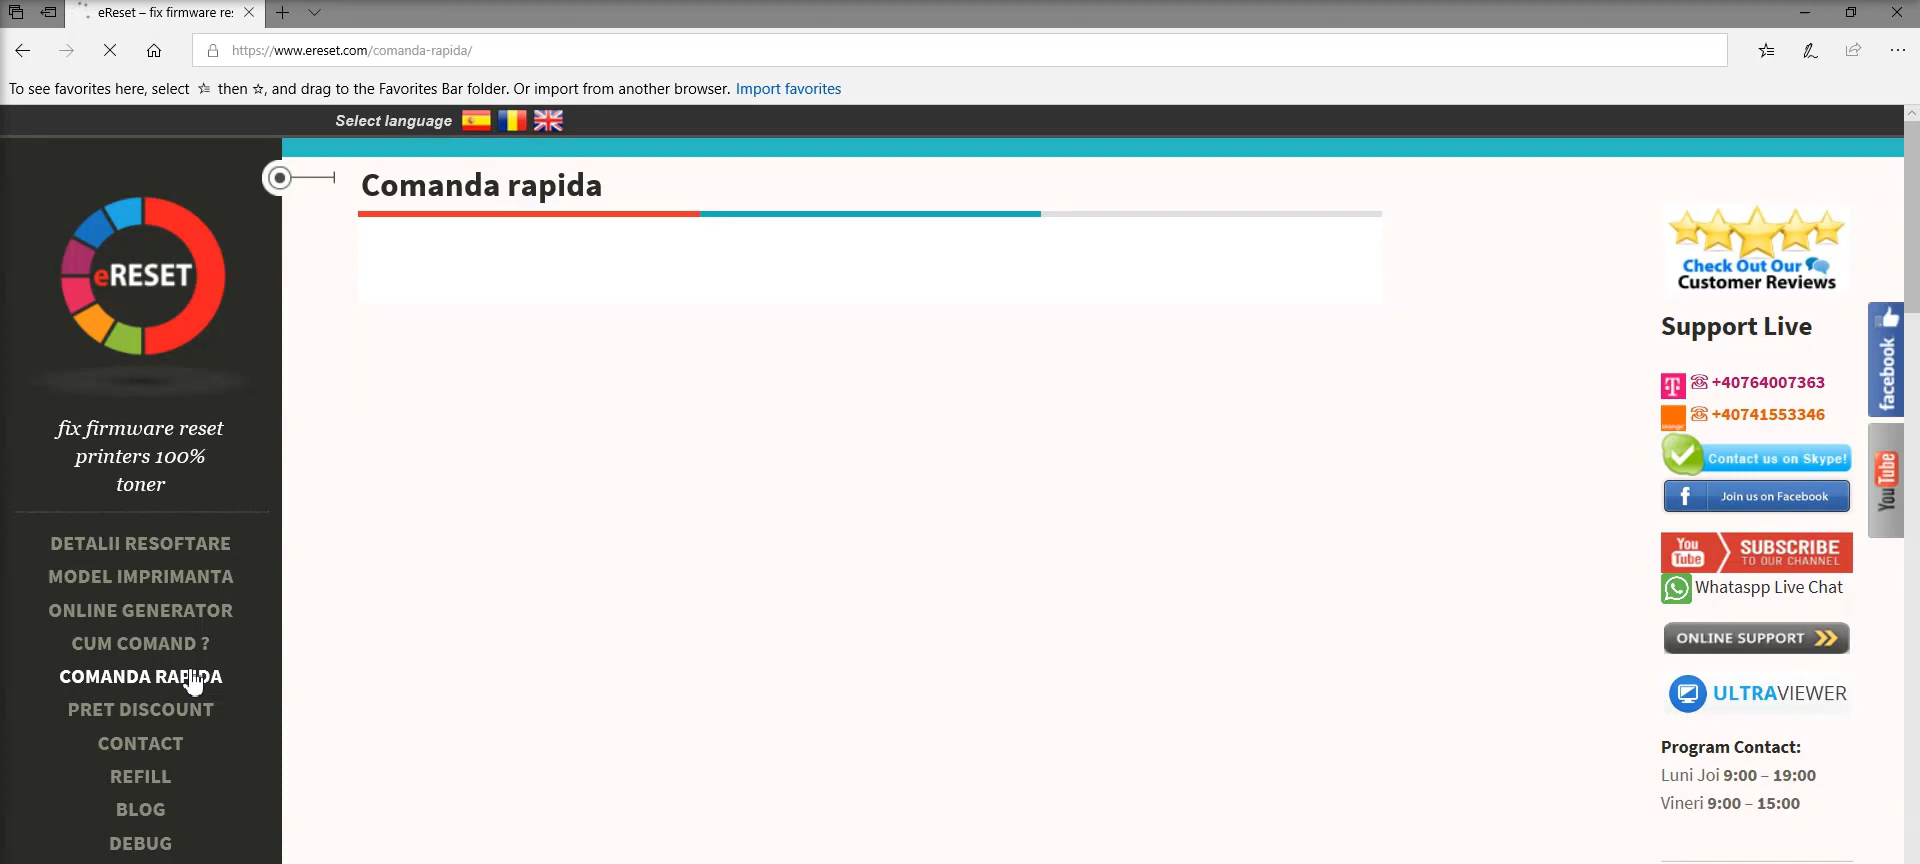 eReset – fix firmware re:
https://www.ereset.com/comanda-rapida/
To see favorites here, select then , and drag to the Favorites Bar folder. Or import from another browser. Import favorites
Select language
Comanda rapida
eRESET
fix firmware reset
printers 100%
toner
DETALII RESOFTARE
MODEL IMPRIMANTA
ONLINE GENERATOR
CUM COMAND ?
COMANDA RAPIDA
PRET DISCOUNT
CONTACT
REFILL
BLOG
DEBUG
Check Out Our
Customer Reviews
Support Live
T +40764007363
+40741553346
Contact us on Skype!
f Join us on Facebook
You Tube SUBSCRIBE
TO OUR CHANNEL
Whataspp Live Chat
ONLINE SUPPORT
ULTRAVIEWER
Program Contact:
Luni Joi 9:00 – 19:00
Vineri 9:00 – 15:00
facebook
YouTube